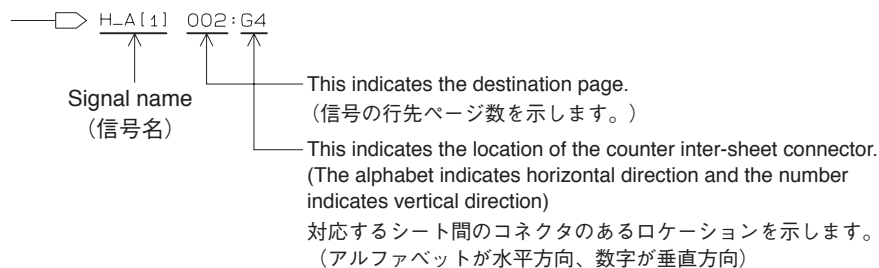 H_A[1] 002:G4
Signal name
（信号名）
This indicates the destination page.
（信号の行先ページ数を示します。）
This indicates the location of the counter inter-sheet connector.
(The alphabet indicates horizontal direction and the number
indicates vertical direction)
対応するシート間のコネクタのあるロケーションを示します。
（アルファベットが水平方向、数字が垂直方向）